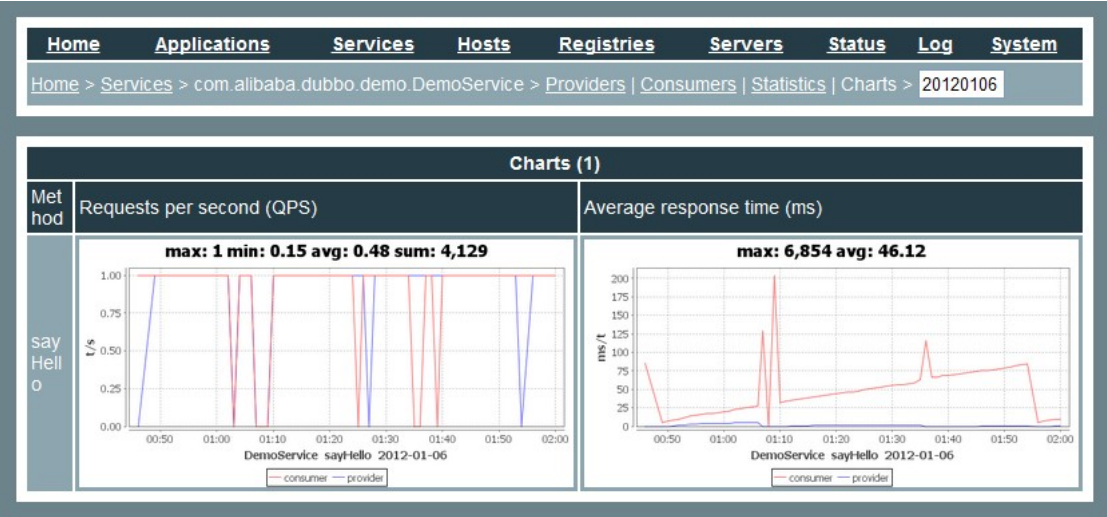 Home Applications Services Hosts Registries Servers Status Log System
Home > Services > com.alibaba.dubbo.demo.DemoService > Providers | Consumers | Statistics | Charts > 20120106
Charts (1)
Met
hod
Requests per second (QPS)
Average response time (ms)
say
Hell
o
max: 1 min: 0.15 avg: 0.48 sum: 4,129
1.00
0.75
0.50
0.25
0.00
t/s
00:50 01:00 01:10 01:20 01:30 01:40 01:50 02:00
DemoService sayHello 2012-01-06
consumer provider
max: 6,854 avg: 46.12
200
175
150
125
100
75
50
25
0
ms/t
00:50 01:00 01:10 01:20 01:30 01:40 01:50 02:00
DemoService sayHello 2012-01-06
consumer provider